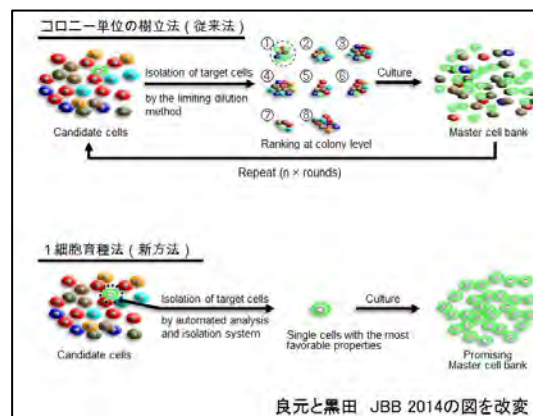 コロニー単位の樹立法(従来法)
① ② ③
Isolation of target cells
by the limiting dilution
method
④ ⑤ ⑥
Culture
⑦ ⑧
Candidate cells
Ranking at colony level
Master cell bank
Repeat (n × rounds)
1細胞育種法(新方法)
Isolation of target cells
by automated analysis
and isolation system
Culture
Candidate cells
Single cells with the most
favorable properties
Promising
Master cell bank
良元と黒田 JBB 2014の図を改変